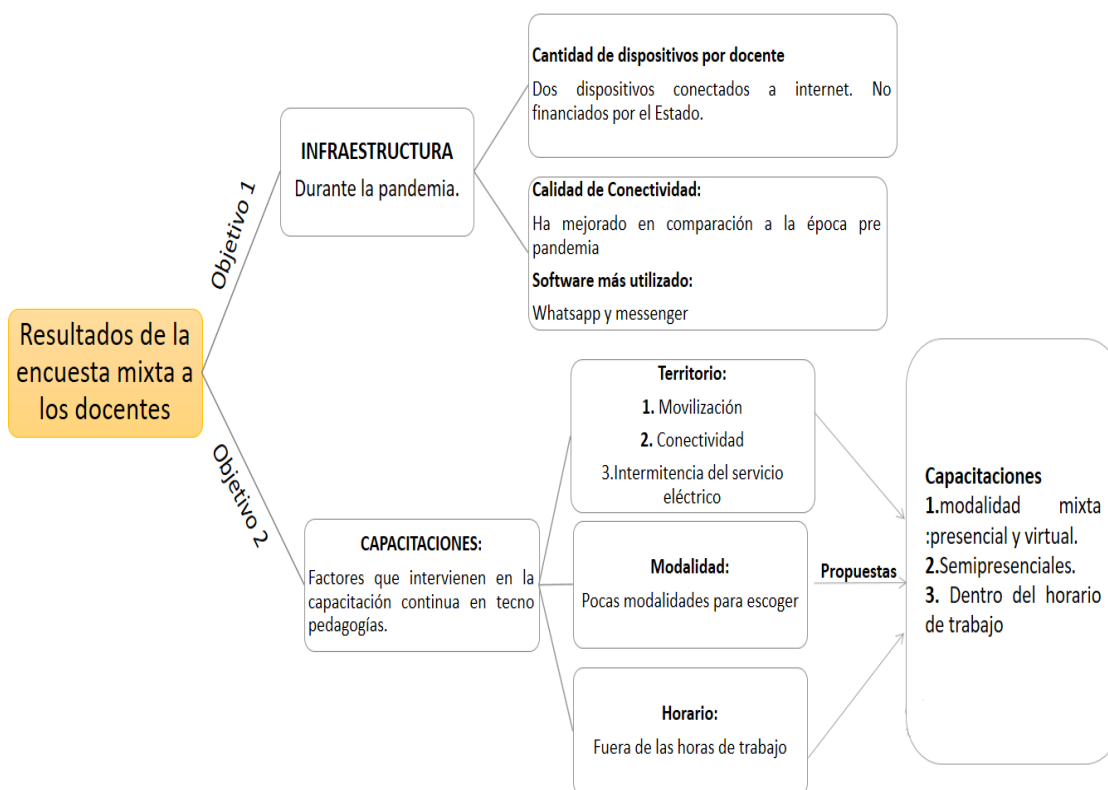 Resultados de la
encuesta mixta a
los docentes
Objetivo 1
INFRAESTRUCTURA
Durante la pandemia.
Cantidad de dispositivos por docente
Dos dispositivos conectados a internet. No
financiados por el Estado.
Calidad de Conectividad:
Ha mejorado en comparación a la época pre
pandemia
Software más utilizado:
Whatsapp y messenger
Objetivo 2
CAPACITACIONES:
Factores que intervienen en la
capacitación continua en tecno
pedagogías.
Territorio:
1. Movilización
2. Conectividad
3.Intermitencia del servicio
eléctrico
Modalidad:
Pocas modalidades para escoger
Horario:
Fuera de las horas de trabajo
Propuestas
Capacitaciones
1.modalidad mixta
:presencial y virtual.
2.Semipresenciales.
3. Dentro del horario
de trabajo